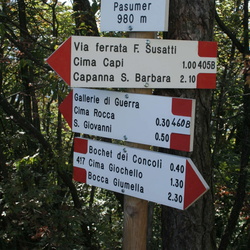 Pasumer
980 m
Via ferrata F. Šusatti
Cima Capi 1.00 405B
Capanna S. Barbara 2.10
Gallerie di Guerra
Cima Rocca 0.30 460B
S. Giovanni 0.50
Bochet dei Concoli 0.40
417 Cima Giochello 1.30
Bocca Giumella 2.30